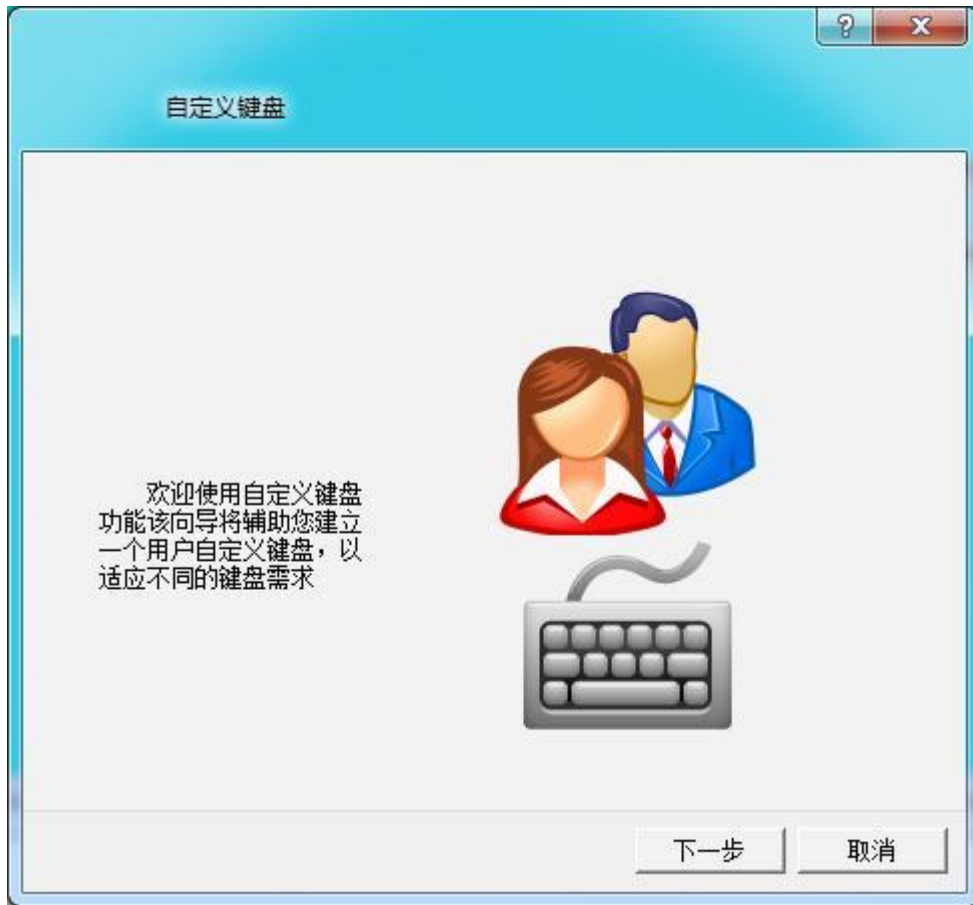 自定义键盘
欢迎使用自定义键盘
功能该向导将辅助您建立
一个用户自定义键盘，以
适应不同的键盘需求
下一步
取消